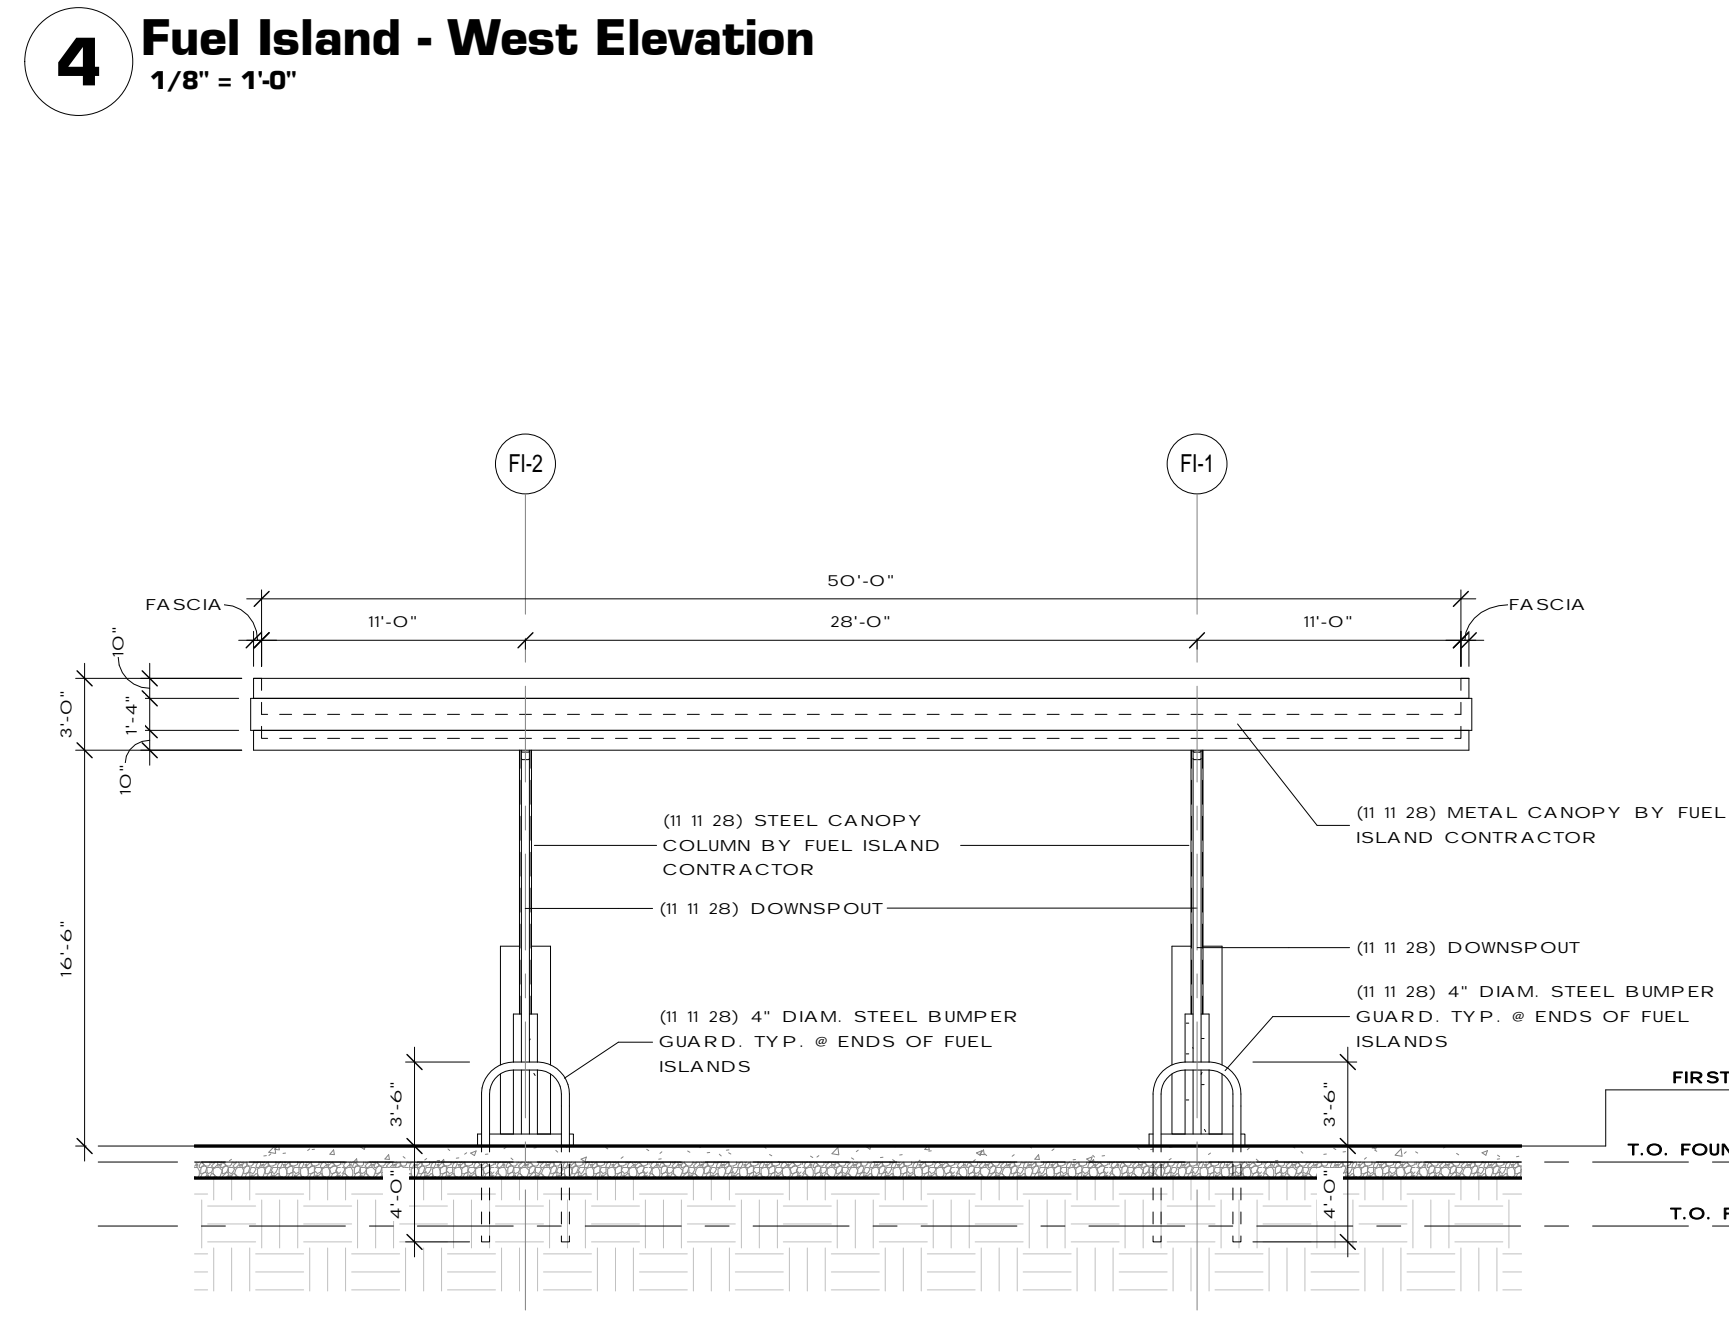 4
Fuel Island - West Elevation
1/8" = 1'-0"
FI-2
FI-1
50'-0"
FASCIA
FASCIA
11'-0"
28'-0"
11'-0"
10"
3'-0"
1'-4"
10"
16'-6"
(11 11 28) STEEL CANOPY
COLUMN BY FUEL ISLAND
CONTRACTOR
(11 11 28) METAL CANOPY BY FUEL
ISLAND CONTRACTOR
(11 11 28) DOWNSPOUT
(11 11 28) DOWNSPOUT
(11 11 28) 4" DIAM. STEEL BUMPER
GUARD. TYP. @ ENDS OF FUEL
ISLANDS
(11 11 28) 4" DIAM. STEEL BUMPER
GUARD. TYP. @ ENDS OF FUEL
ISLANDS
3'-6"
3'-6"
FIRST
T.O. FOUN
4'-0"
4'-0"
T.O. F